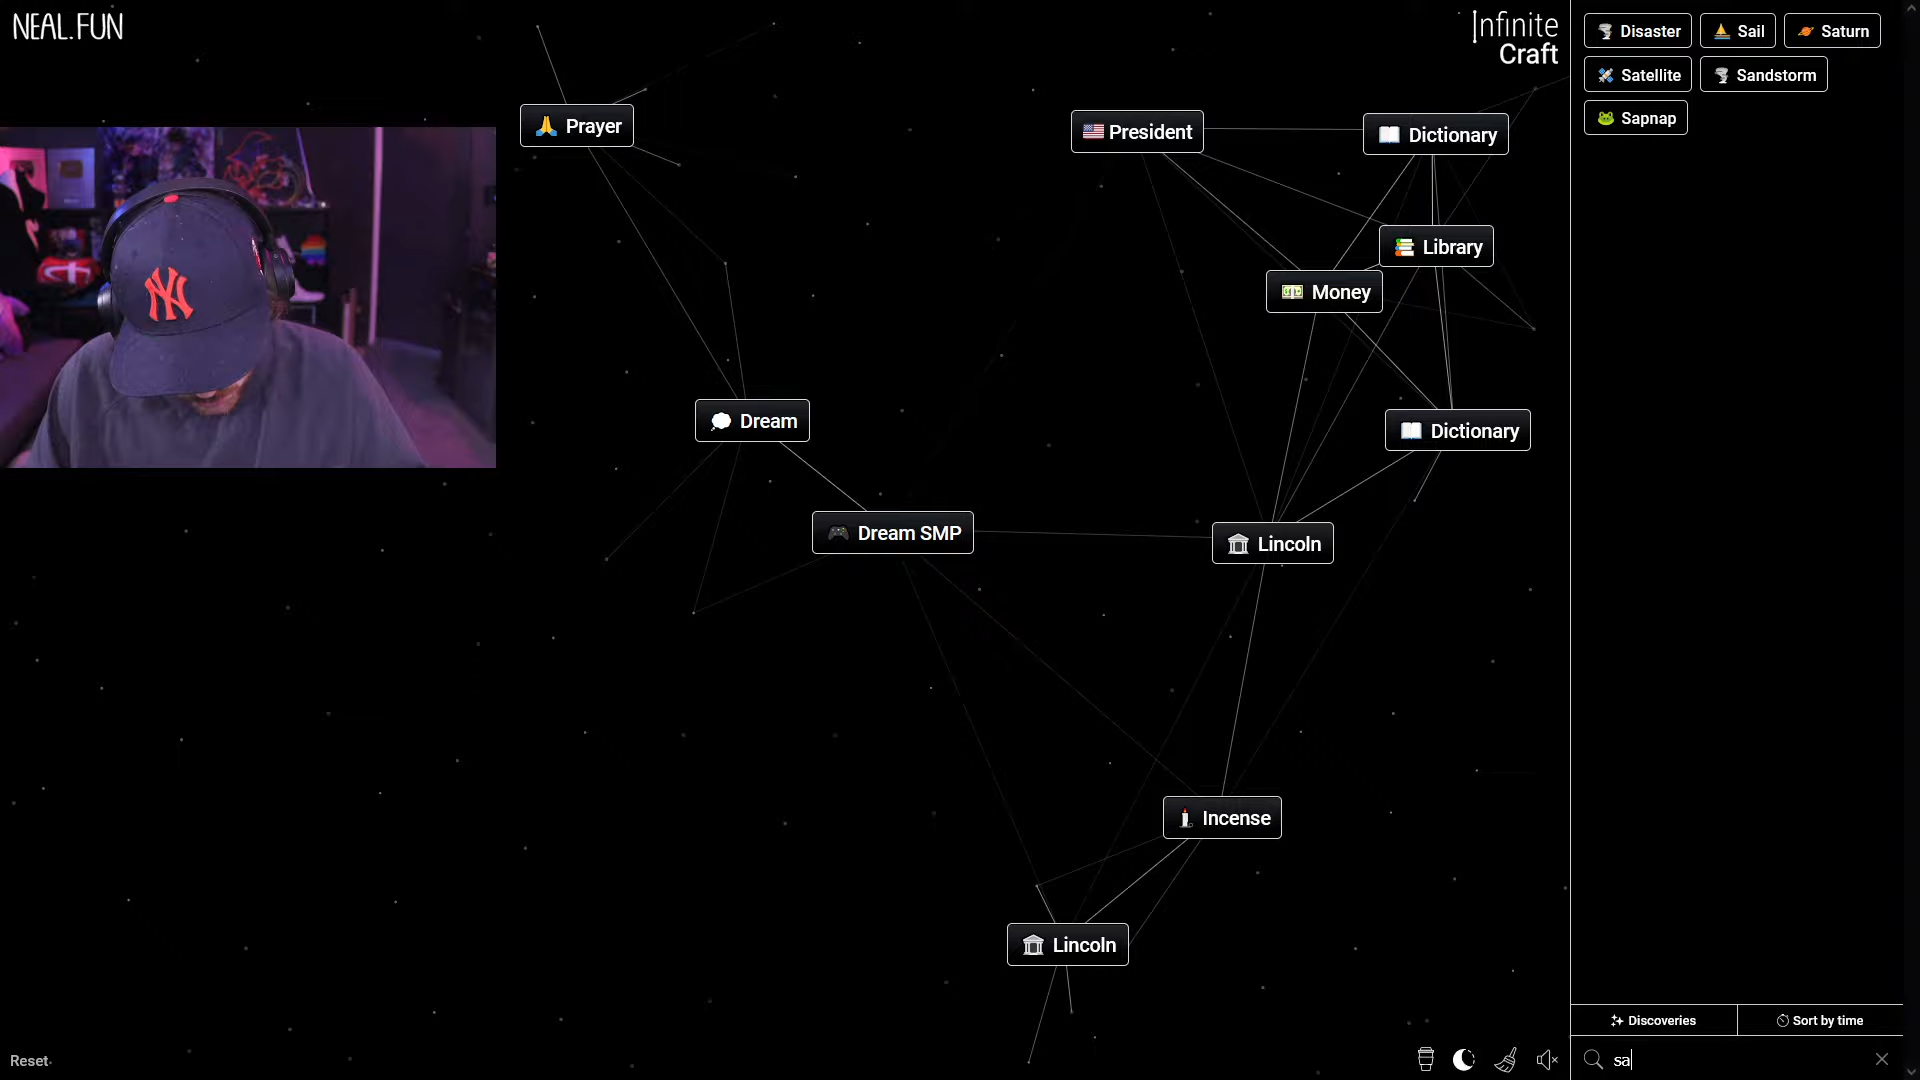 NEAL.FUN
Infinite
Craft
Prayer
President
Dictionary
Library
Money
Dream
Dictionary
Dream SMP
Lincoln
Incense
Lincoln
Reset
NY
Disaster
Sail
Saturn
Satellite
Sandstorm
Sapnap
Discoveries
Sort by time
sa